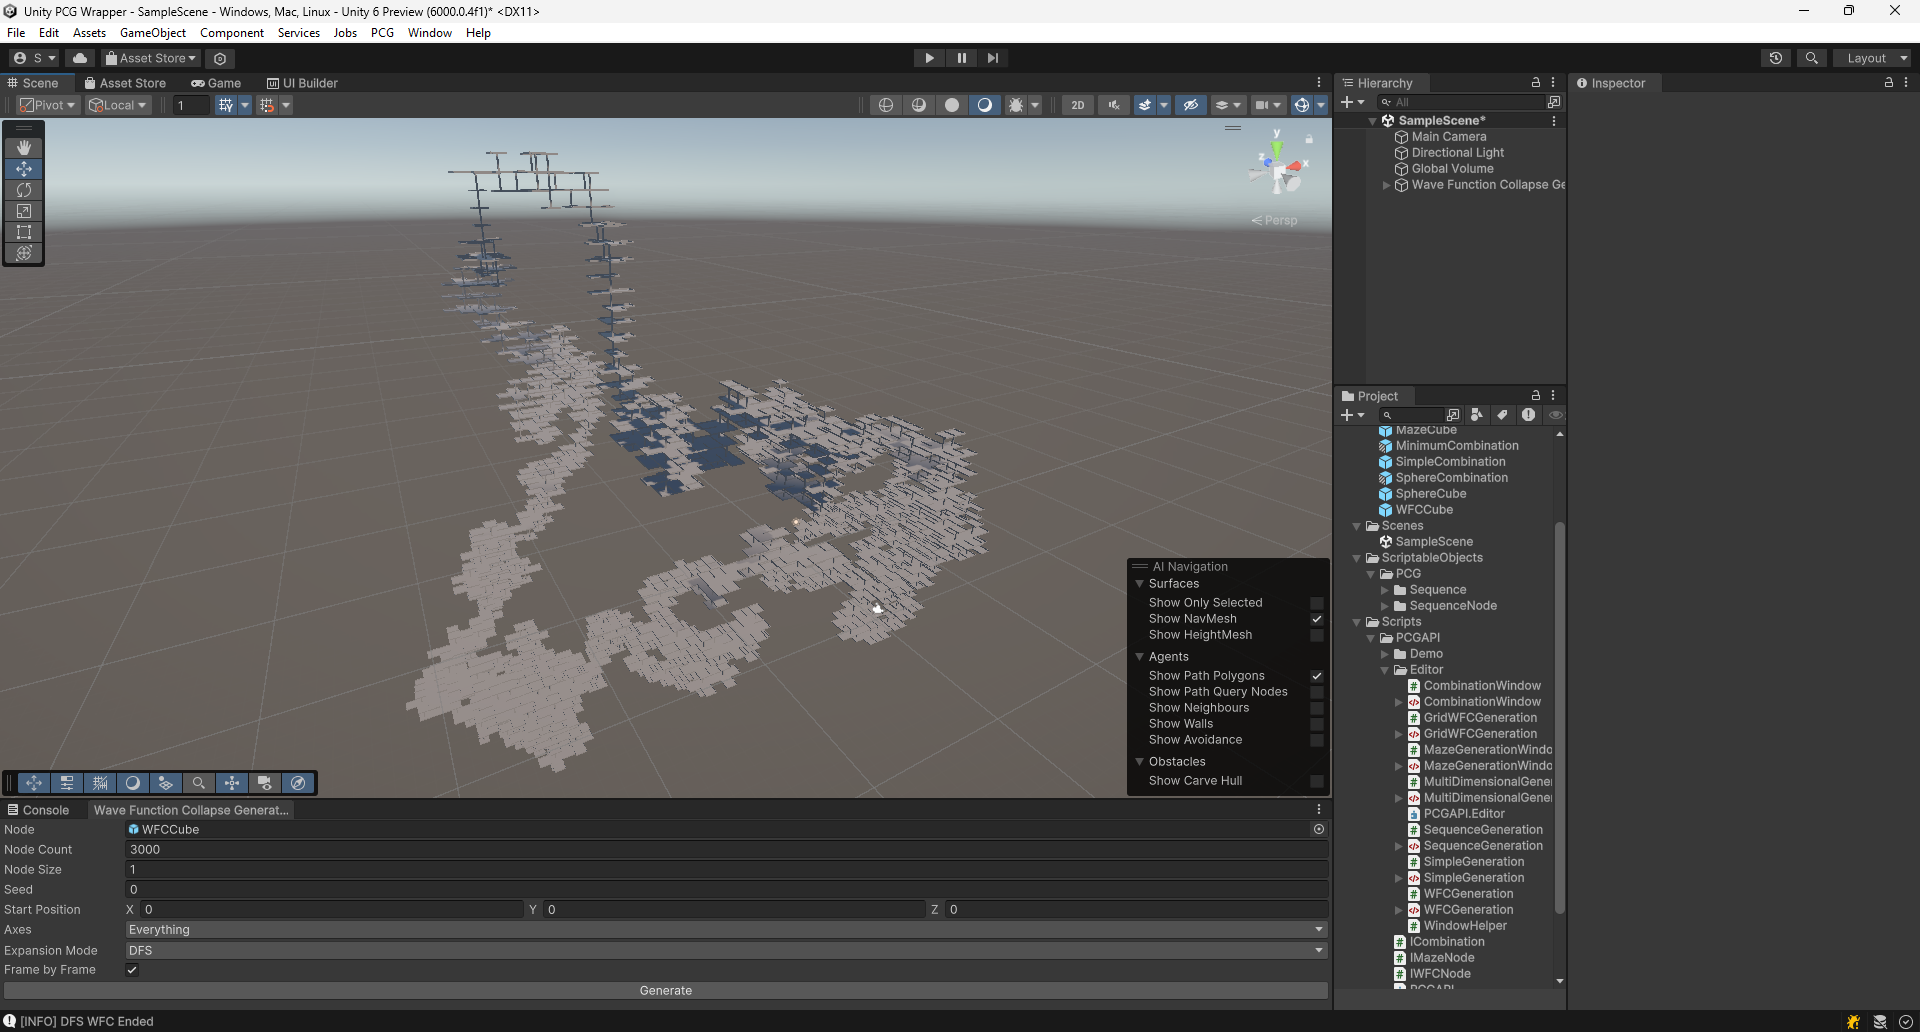 Unity PCG Wrapper - SampleScene - Windows, Mac, Linux - Unity 6 Preview (6000.0.4f1)* <DX11>
File Edit Assets GameObject Component Services Jobs PCG Window Help
S Asset Store Layout
Scene Asset Store Game UI Builder
Pivot Local 1 2D
y
z x
Persp
AI Navigation
Surfaces
Show Only Selected
Show NavMesh
Show HeightMesh
Agents
Show Path Polygons
Show Path Query Nodes
Show Neighbours
Show Walls
Show Avoidance
Obstacles
Show Carve Hull
Console Wave Function Collapse Generat...
Node WFCCube
Node Count 3000
Node Size 1
Seed 0
Start Position X 0 Y 0 Z 0
Axes Everything
Expansion Mode DFS
Frame by Frame
Generate
[INFO] DFS WFC Ended
Hierarchy
All
SampleScene*
Main Camera
Directional Light
Global Volume
Wave Function Collapse Ge
Project
MazeCube
MinimumCombination
SimpleCombination
SphereCombination
SphereCube
WFCCube
Scenes
SampleScene
ScriptableObjects
PCG
Sequence
SequenceNode
Scripts
PCGAPI
Demo
Editor
CombinationWindow
CombinationWindow
GridWFCGeneration
GridWFCGeneration
MazeGenerationWindo
MazeGenerationWindo
MultiDimensionalGener
MultiDimensionalGener
PCGAPI.Editor
SequenceGeneration
SequenceGeneration
SimpleGeneration
SimpleGeneration
WFCGeneration
WFCGeneration
WindowHelper
ICombination
IMazeNode
IWFCNode
PCGAPI
Inspector